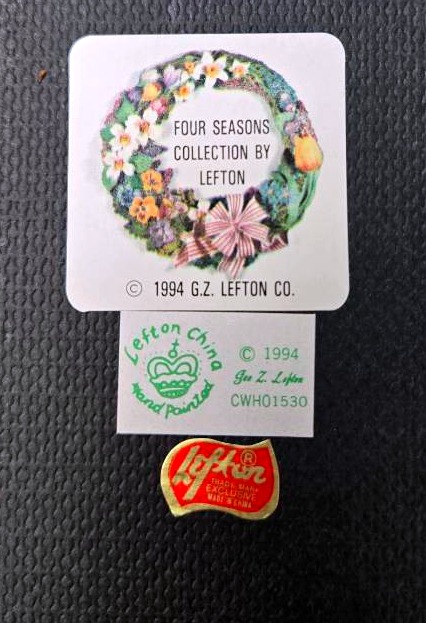 FOUR SEASONS
COLLECTION BY
LEFTON
© 1994 G.Z. LEFTON CO.
Lefton China
Hand Painted
© 1994
Geo Z. Lefton
CWH01530
Lefton®
TRADE MARK
EXCLUSIVE
MADE IN CHINA